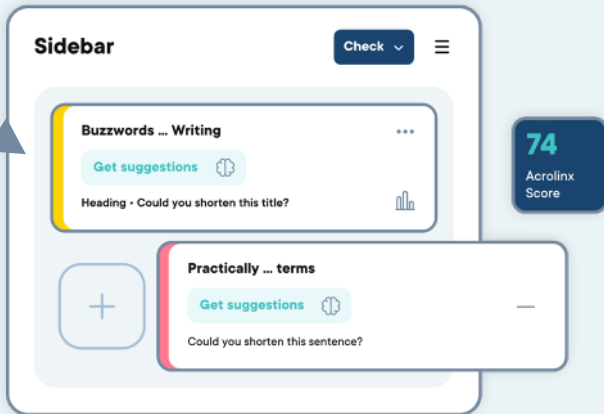 Sidebar
Check
Buzzwords ... Writing
Get suggestions
Heading • Could you shorten this title?
74
Acrolinx
Score
Practically ... terms
Get suggestions
Could you shorten this sentence?